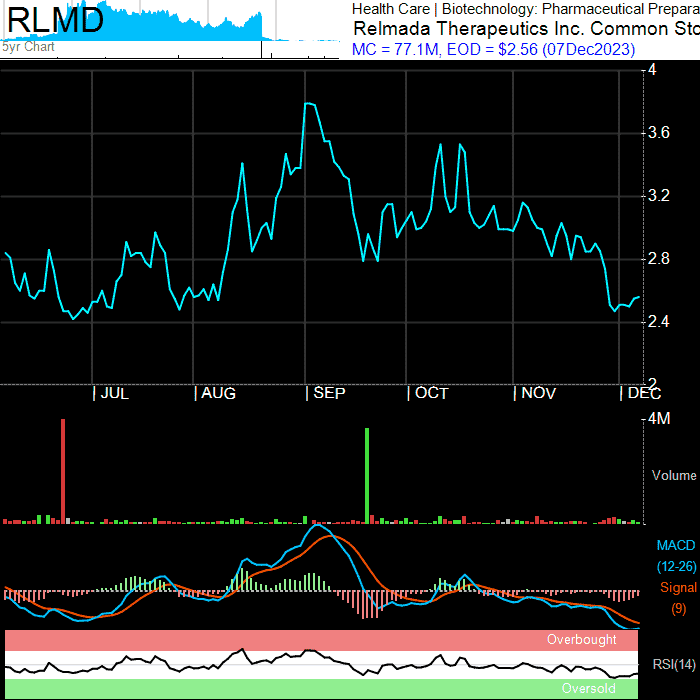 RLMD
5yr Chart
Health Care | Biotechnology: Pharmaceutical Prepara
Relmada Therapeutics Inc. Common Sto
MC = 77.1M, EOD = $2.56 (07Dec2023)
4
3.6
3.2
2.8
2.4
2
| JUL | AUG | SEP | OCT | NOV | DEC
4M
Volume
MACD
(12-26)
Signal
(9)
Overbought
RSI(14)
Oversold